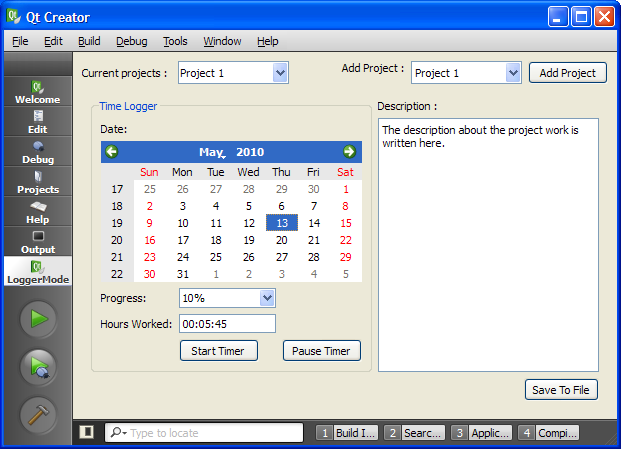 Qt Creator
File Edit Build Debug Tools Window Help
Welcome
Edit
Debug
Projects
Help
Output
LoggerMode
Current projects : Project 1 Add Project : Project 1 Add Project
Time Logger
Date:
May, 2010
Sun Mon Tue Wed Thu Fri Sat
17 25 26 27 28 29 30 1
18 2 3 4 5 6 7 8
19 9 10 11 12 13 14 15
20 16 17 18 19 20 21 22
21 23 24 25 26 27 28 29
22 30 31 1 2 3 4 5
Progress: 10%
Hours Worked: 00:05:45
Start Timer Pause Timer
Description :
The description about the project work is
written here.
Save To File
Type to locate 1 Build I... 2 Searc... 3 Applic... 4 Compi...